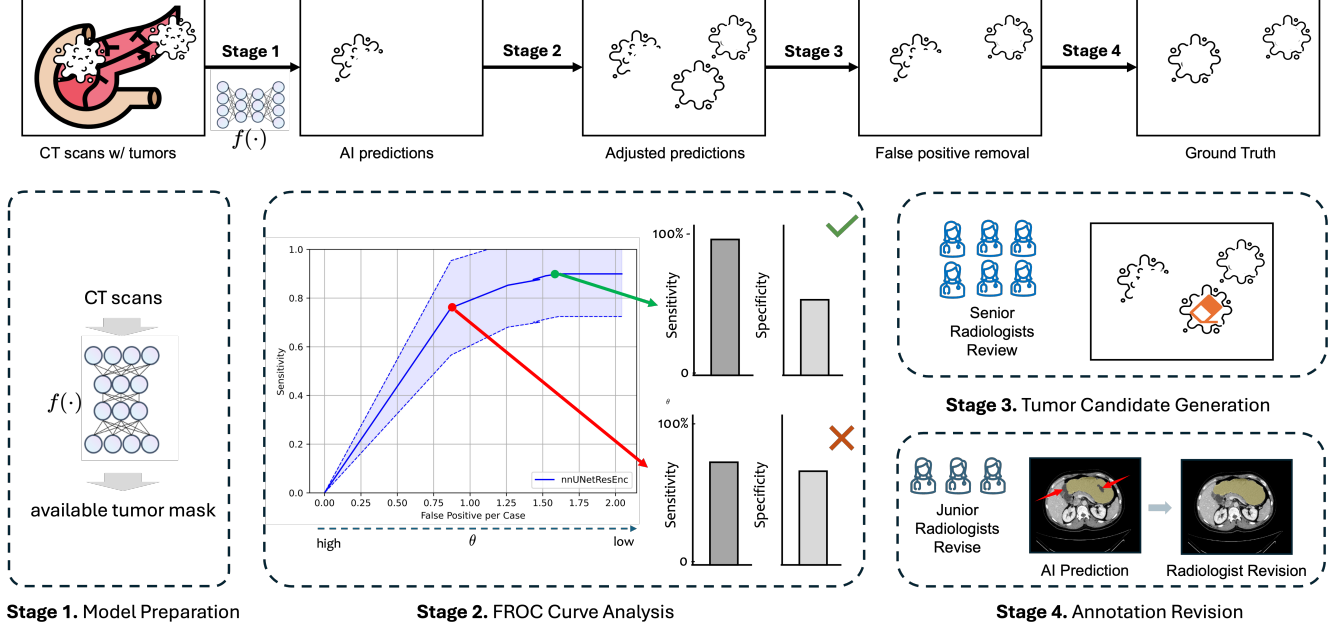 Stage 1
Stage 2
Stage 3
Stage 4
f(·)
CT scans w/ tumors
AI predictions
Adjusted predictions
False positive removal
Ground Truth
CT scans
f(·)
available tumor mask
Stage 1. Model Preparation
1.0
0.8
0.6
0.4
0.2
0.0
Sensitivity
0.00 0.25 0.50 0.75 1.00 1.25 1.50 1.75 2.00
False Positive per Case
nnUNetResEnc
high
θ
low
100%
Sensitivity
0
Specificity
θ
100%
Sensitivity
0
Specificity
Stage 2. FROC Curve Analysis
Senior
Radiologists
Review
Stage 3. Tumor Candidate Generation
Junior
Radiologists
Revise
AI Prediction
Radiologist Revision
Stage 4. Annotation Revision